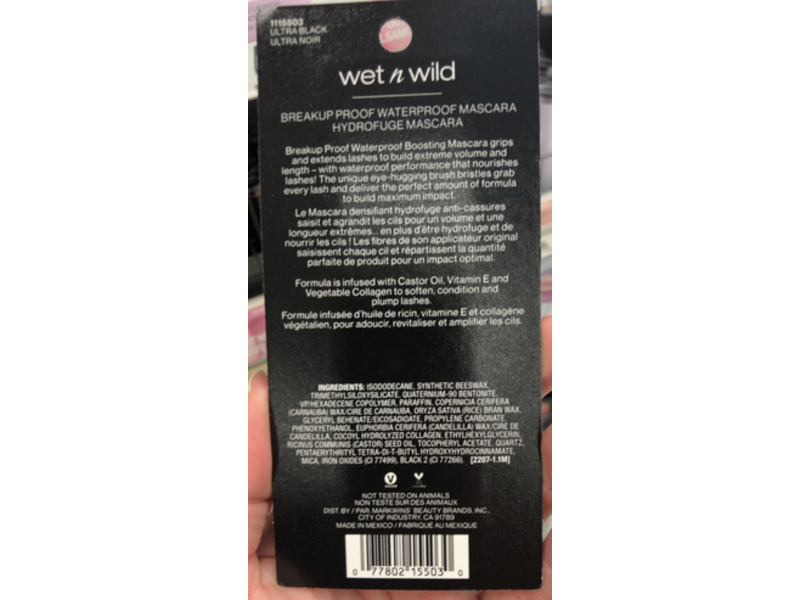 1115503
ULTRA BLACK
ULTRA NOIR
wet n wild
BREAKUP PROOF WATERPROOF MASCARA
HYDROFUGE MASCARA
Breakup Proof Waterproof Boosting Mascara grips
and extends lashes to build extreme volume and
length – with waterproof performance that nourishes
lashes! The unique eye-hugging brush bristles grab
every lash and deliver the perfect amount of formula
to build maximum impact.
Le Mascara densifiant hydrofuge anti-cassures
saisit et agrandit les cils pour un volume et une
longueur extrêmes... en plus d'être hydrofuge et de
nourrir les cils ! Les fibres de son applicateur original
saisissent chaque cil et répartissent la quantité
parfaite de produit pour un impact optimal.
Formula is infused with Castor Oil, Vitamin E and
Vegetable Collagen to soften, condition and
plump lashes.
Formule infusée d'huile de ricin, vitamine E et collagène
végétalien, pour adoucir, revitaliser et amplifier les cils.
INGREDIENTS: ISODODECANE, SYNTHETIC BEESWAX,
TRIMETHYLSILOXYSILICATE, QUATERNIUM-90 BENTONITE,
VP/HEXADECENE COPOLYMER, PARAFFIN, COPERNICIA CERIFERA
(CARNAUBA) WAX/CIRE DE CARNAUBA, ORYZA SATIVA (RICE) BRAN WAX,
GLYCERYL BEHENATE/EICOSADIOATE, PROPYLENE CARBONATE,
PHENOXYETHANOL, EUPHORBIA CERIFERA (CANDELILLA) WAX/CIRE DE
CANDELILLA, COCOYL HYDROLYZED COLLAGEN, ETHYLHEXYLGLYCERIN,
RICINUS COMMUNIS (CASTOR) SEED OIL, TOCOPHERYL ACETATE, QUARTZ,
PENTAERYTHRITYL TETRA-DI-T-BUTYL HYDROXYHYDROCINNAMATE,
MICA, IRON OXIDES (CI 77499), BLACK 2 (CI 77266). [2207-1.1M]
NOT TESTED ON ANIMALS
NON TESTÉ SUR DES ANIMAUX
DIST. BY / PAR: MARKWINS BEAUTY BRANDS, INC.,
CITY OF INDUSTRY, CA 91789
MADE IN MEXICO / FABRIQUÉ AU MEXIQUE
0 77802 15503 0